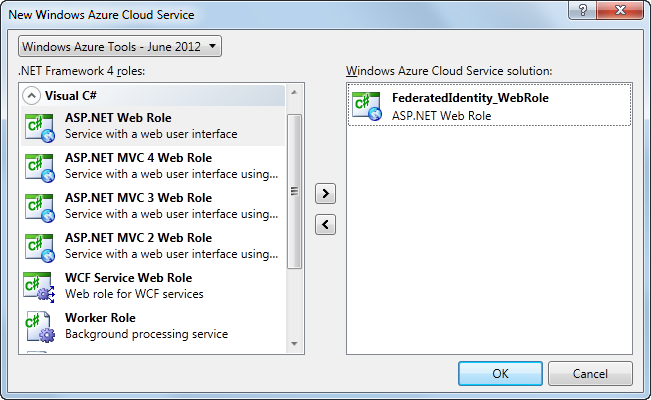 New Windows Azure Cloud Service
Windows Azure Tools - June 2012
.NET Framework 4 roles:
Visual C#
ASP.NET Web Role
Service with a web user interface
ASP.NET MVC 4 Web Role
Service with a web user interface using...
ASP.NET MVC 3 Web Role
Service with a web user interface using...
ASP.NET MVC 2 Web Role
Service with a web user interface using...
WCF Service Web Role
Web role for WCF services
Worker Role
Background processing service
Windows Azure Cloud Service solution:
FederatedIdentity_WebRole
ASP.NET Web Role
OK
Cancel